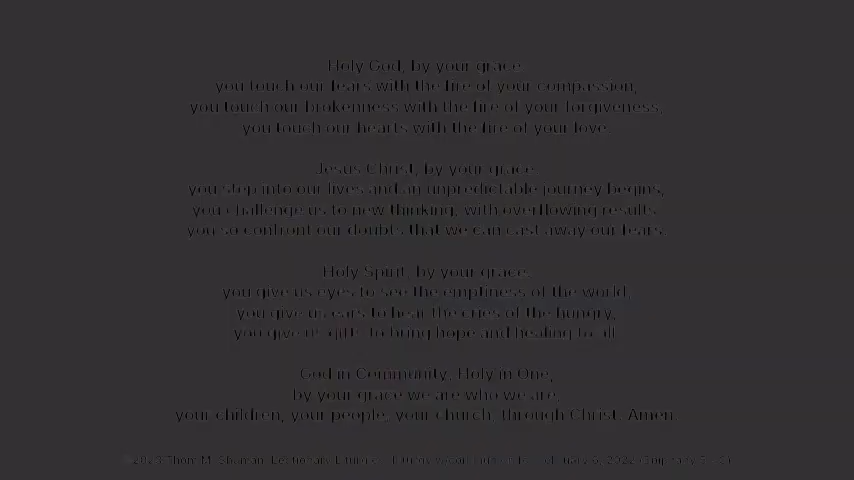 Holy God, by your grace
you touch our fears with the fire of your compassion,
you touch our brokenness with the fire of your forgiveness,
you touch our hearts with the fire of your love.
Jesus Christ, by your grace
you step into our lives and an unpredictable journey begins,
you challenge us to new thinking, with overflowing results
you so confront our doubts that we can cast away our fears.
Holy Spirit, by your grace,
you give us eyes to see the emptiness of the world,
you give us ears to hear the cries of the hungry,
you give us gifts to bring hope and healing to all
God in Community, Holy in One,
by your grace we are who we are,
your children, your people, your church, through Christ. Amen
Thom M. Shuman, Lectionary Liturgies